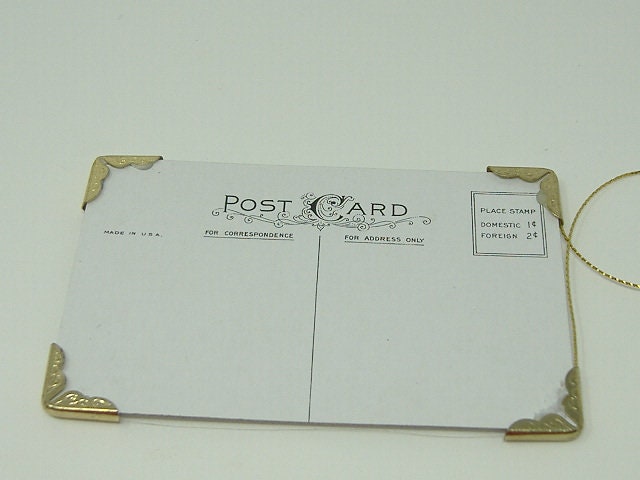 POST CARD
MADE IN U.S.A.
FOR CORRESPONDENCE
FOR ADDRESS ONLY
PLACE STAMP
DOMESTIC 1¢
FOREIGN 2¢